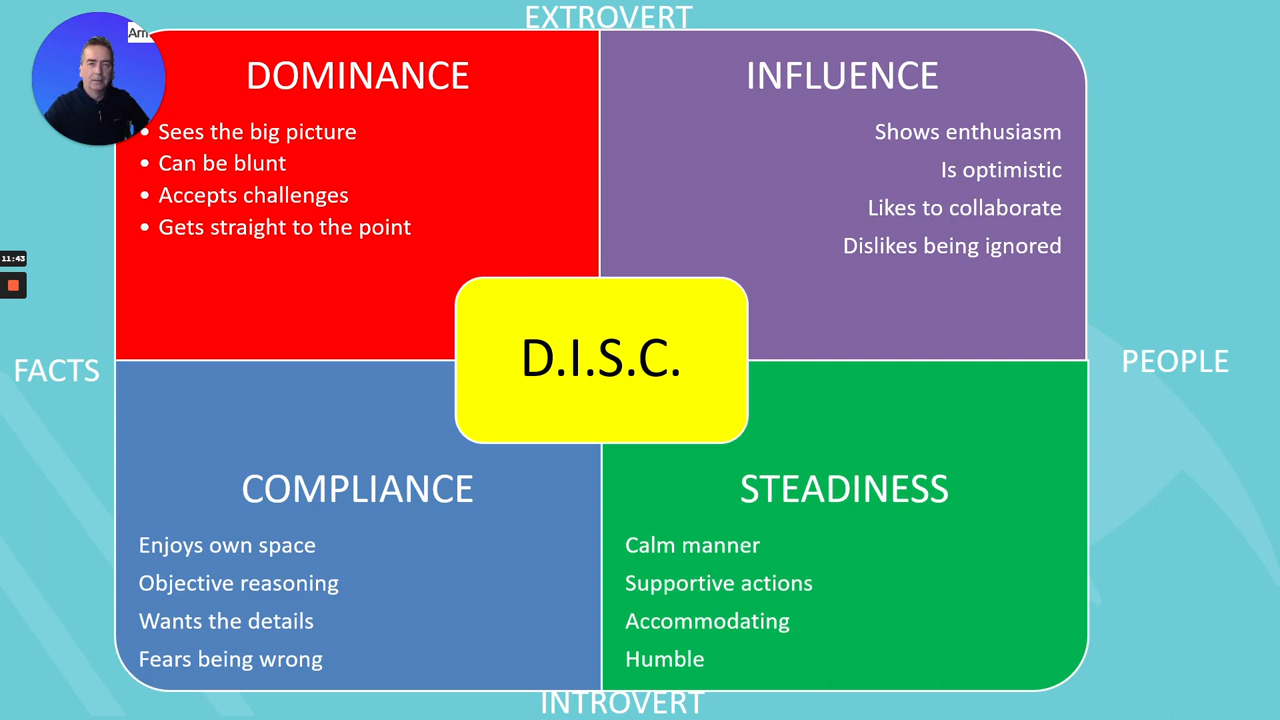 EXTROVERT
Arn
DOMINANCE
• Sees the big picture
• Can be blunt
• Accepts challenges
• Gets straight to the point
INFLUENCE
Shows enthusiasm
Is optimistic
Likes to collaborate
Dislikes being ignored
11:43
FACTS
D.I.S.C.
PEOPLE
COMPLIANCE
Enjoys own space
Objective reasoning
Wants the details
Fears being wrong
STEADINESS
Calm manner
Supportive actions
Accommodating
Humble
INTROVERT